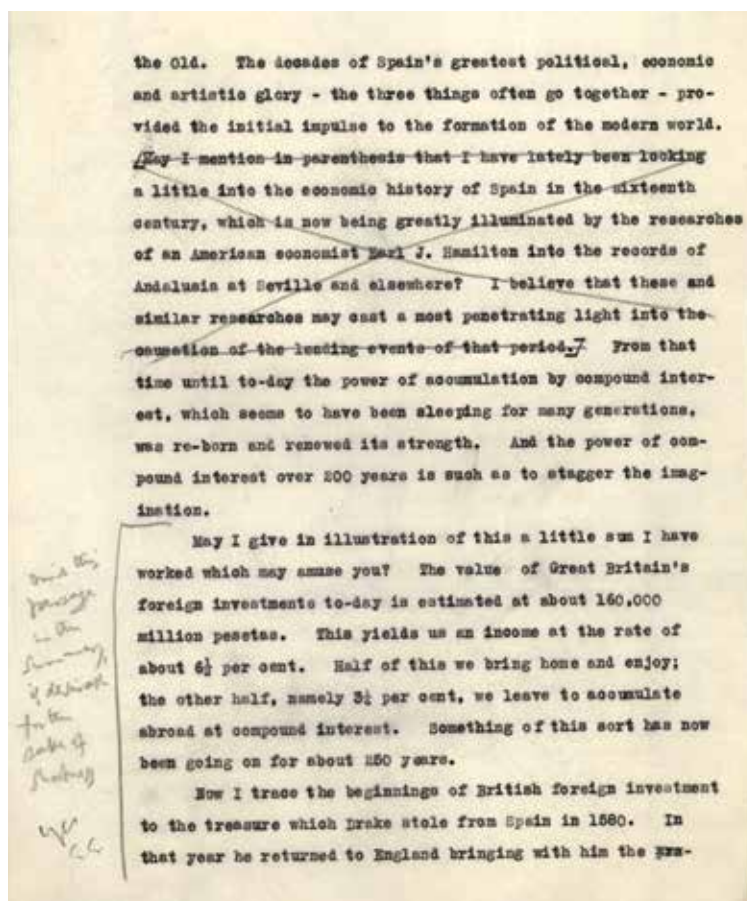 the Old. The decades of Spain's greatest political, economic
and artistic glory - the three things often go together - pro-
vided the initial impulse to the formation of the modern world.
[May I mention in parenthesis that I have lately been looking
a little into the economic history of Spain in the sixteenth
century, which is now being greatly illuminated by the researches
of an American economist Earl J. Hamilton into the records of
Andalusia at Seville and elsewhere? I believe that these and
similar researches may cast a most penetrating light into the
causation of the leading events of that period.] From that
time until to-day the power of accumulation by compound inter-
est, which seems to have been sleeping for many generations,
was re-born and renewed its strength. And the power of com-
pound interest over 200 years is such as to stagger the imag-
ination.
May I give in illustration of this a little sum I have
worked which may amuse you? The value of Great Britain's
foreign investments to-day is estimated at about 160,000
million pesetas. This yields us an income at the rate of
about 6½ per cent. Half of this we bring home and enjoy;
the other half, namely 3¼ per cent, we leave to accumulate
abroad at compound interest. Something of this sort has now
been going on for about 250 years.
Now I trace the beginnings of British foreign investment
to the treasure which Drake stole from Spain in 1580. In
that year he returned to England bringing with him the
omit this
passage
in the
summary,
if desired
for the
sake of
shortness